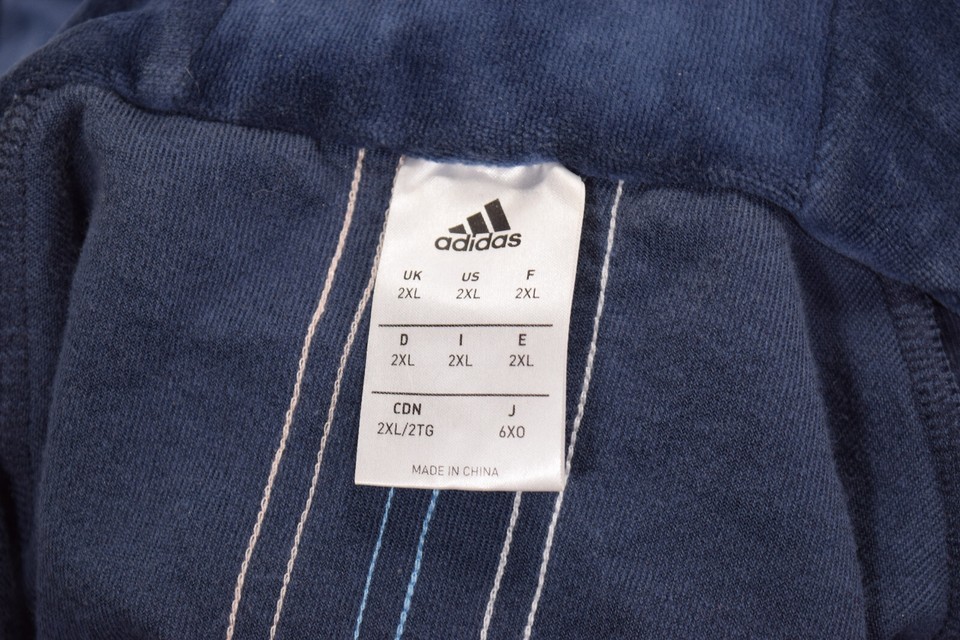 adidas
UK US F
2XL 2XL 2XL
D I E
2XL 2XL 2XL
CDN J
2XL/2TG 6XO
MADE IN CHINA